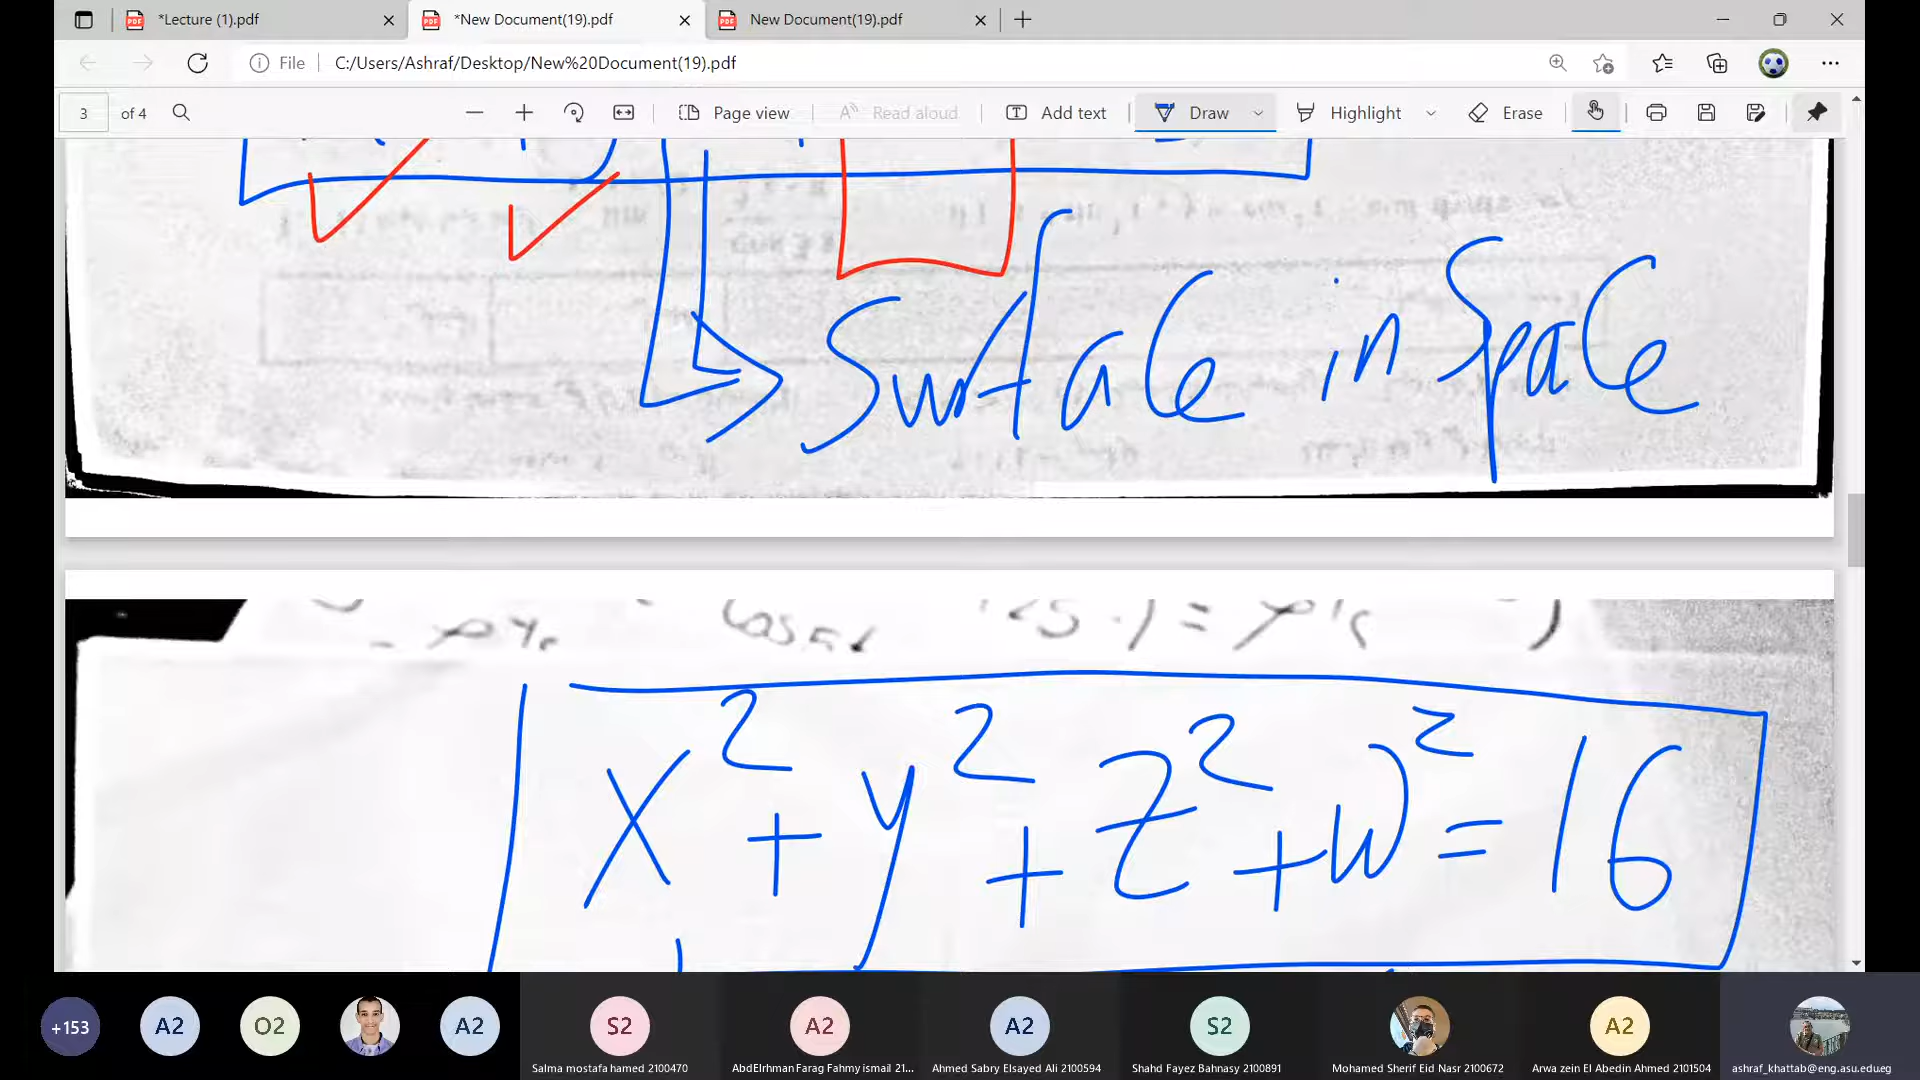 *Lecture (1).pdf
*New Document(19).pdf
New Document(19).pdf
File
C:/Users/Ashraf/Desktop/New%20Document(19).pdf
3 of 4
Page view
Read aloud
Add text
Draw
Highlight
Erase
Surface in Space
x² + y² + z² + w² = 16
+153
A2
O2
A2
S2
A2
A2
S2
A2
Salma mostafa hamed 2100470
AbdElrhman Farag Fahmy ismail 21...
Ahmed Sabry Elsayed Ali 2100594
Shahd Fayez Bahnasy 2100891
Mohamed Sherif Eid Nasr 2100672
Arwa zein El Abedin Ahmed 2101504
ashraf_khattab@eng.asu.edu.eg